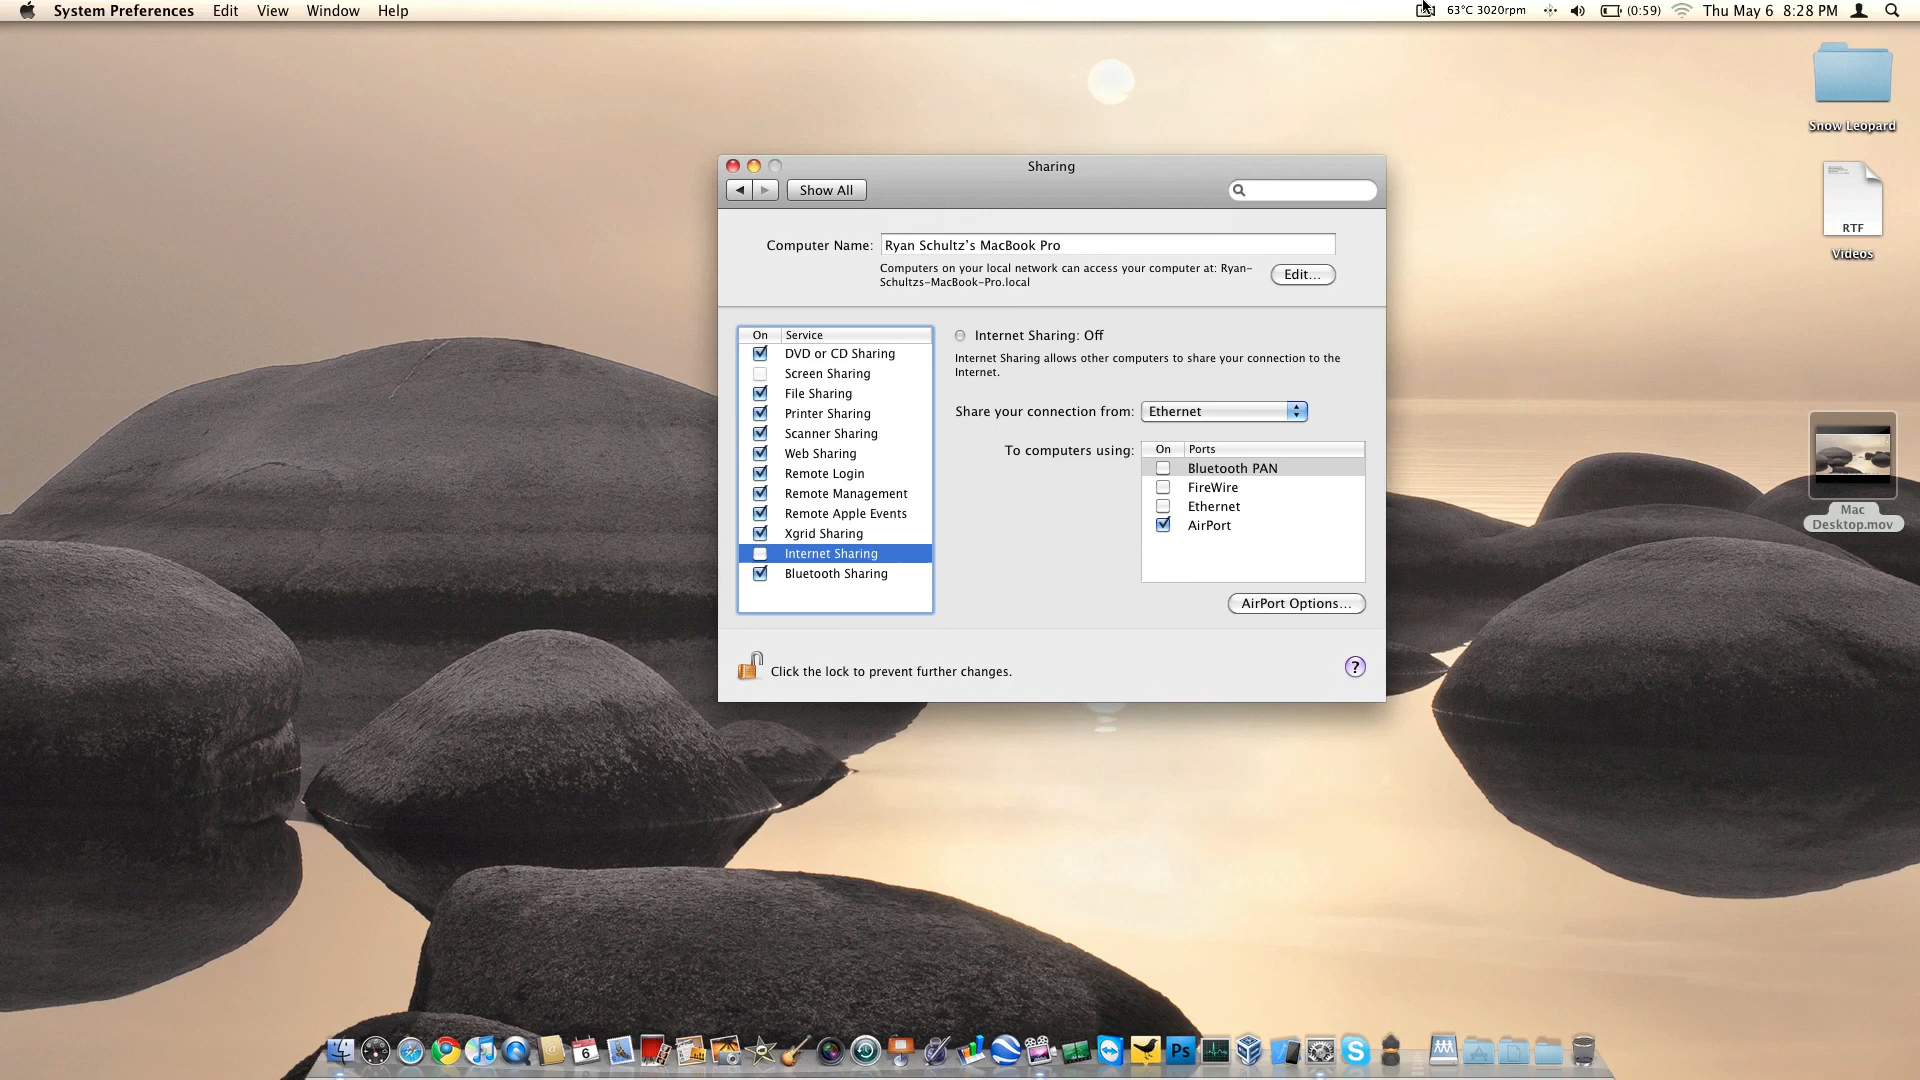 System Preferences Edit View Window Help
63°C 3020rpm (0:59) Thu May 6 8:28 PM
Snow Leopard
RTF
Videos
Mac
Desktop.mov
Sharing
Show All
Computer Name: Ryan Schultz’s MacBook Pro
Computers on your local network can access your computer at: Ryan-
Schultzs-MacBook-Pro.local
Edit...
On Service
DVD or CD Sharing
Screen Sharing
File Sharing
Printer Sharing
Scanner Sharing
Web Sharing
Remote Login
Remote Management
Remote Apple Events
Xgrid Sharing
Internet Sharing
Bluetooth Sharing
Internet Sharing: Off
Internet Sharing allows other computers to share your connection to the
Internet.
Share your connection from: Ethernet
To computers using:
On Ports
Bluetooth PAN
FireWire
Ethernet
AirPort
AirPort Options...
Click the lock to prevent further changes.
?
6
Ps